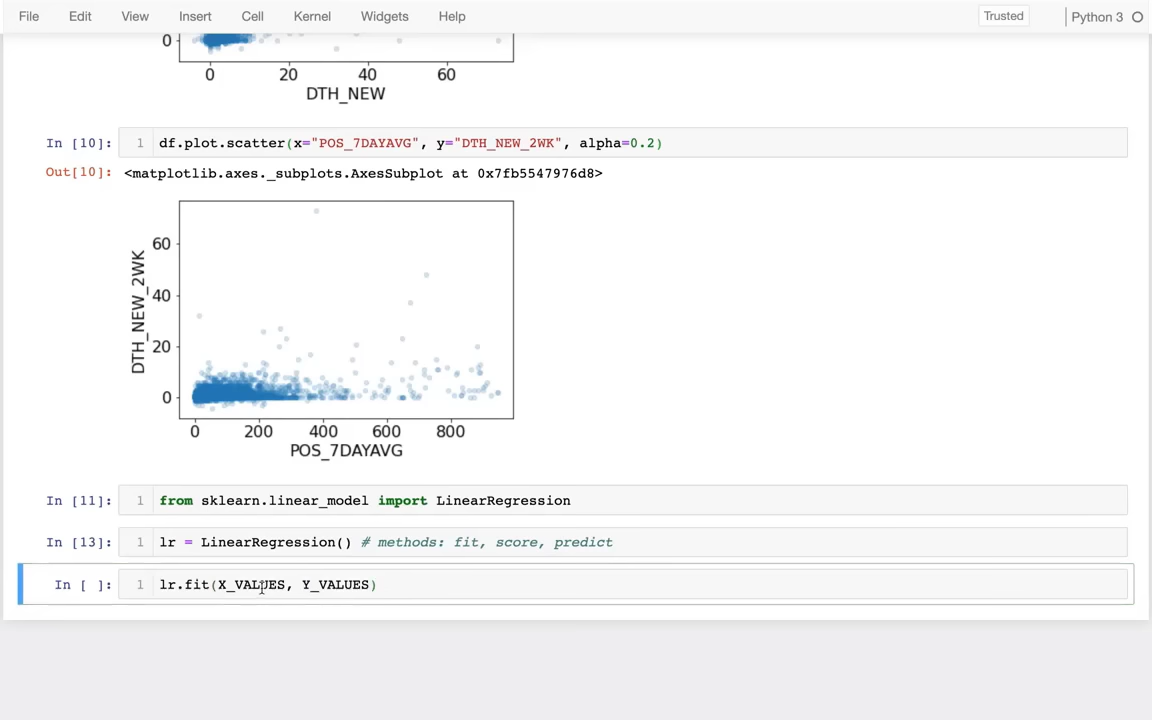 File Edit View Insert Cell Kernel Widgets Help Trusted Python 3
0
0 20 40 60
DTH_NEW
In [10]: 1 df.plot.scatter(x="POS_7DAYAVG", y="DTH_NEW_2WK", alpha=0.2)
Out[10]: <matplotlib.axes._subplots.AxesSubplot at 0x7fb5547976d8>
DTH_NEW_2WK
60
40
20
0
0 200 400 600 800
POS_7DAYAVG
In [11]: 1 from sklearn.linear_model import LinearRegression
In [13]: 1 lr = LinearRegression() # methods: fit, score, predict
In [ ]: 1 lr.fit(X_VALUES, Y_VALUES)